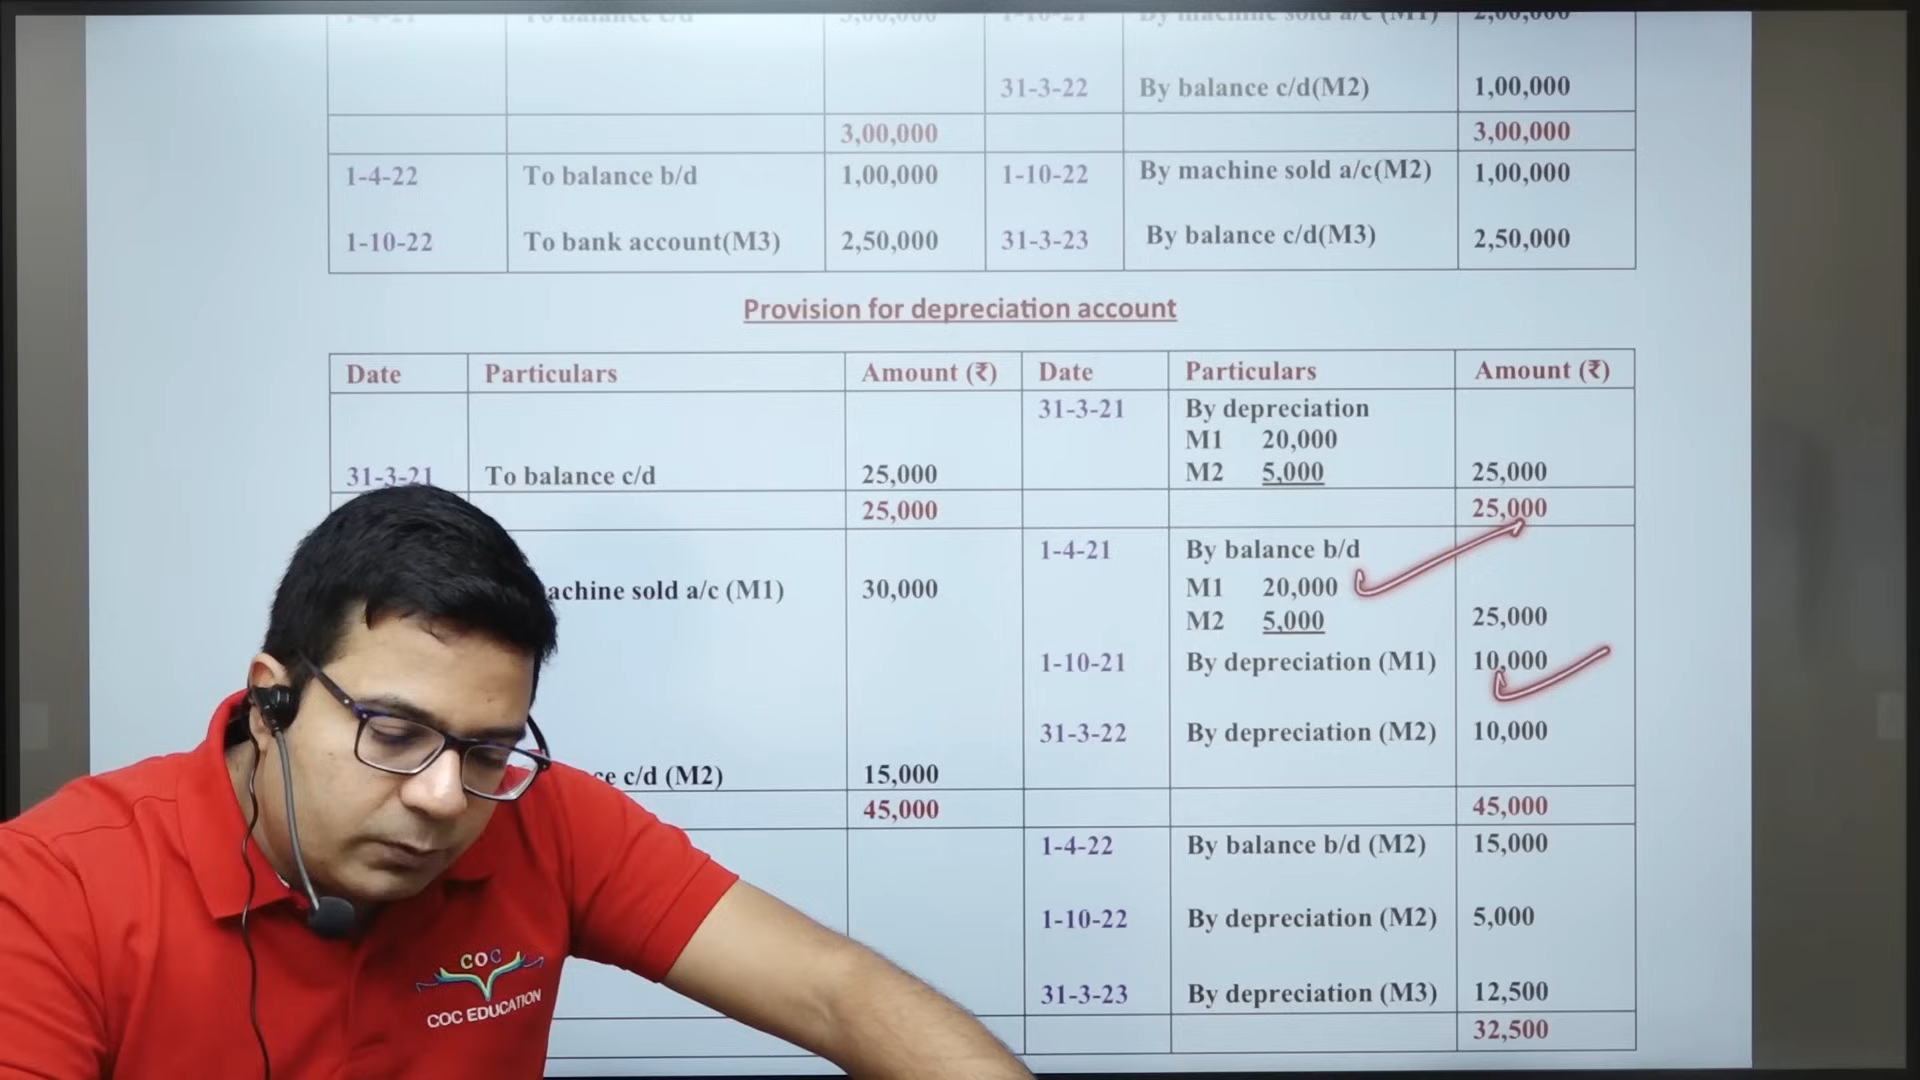 31-3-22 By balance c/d(M2) 1,00,000
3,00,000 3,00,000
1-4-22 To balance b/d 1,00,000 1-10-22 By machine sold a/c(M2) 1,00,000
1-10-22 To bank account(M3) 2,50,000 31-3-23 By balance c/d(M3) 2,50,000
Provision for depreciation account
Date Particulars Amount (₹) Date Particulars Amount (₹)
31-3-21 By depreciation
M1 20,000
31-3-21 To balance c/d 25,000 M2 5,000 25,000
25,000 25,000
1-4-21 By balance b/d
sold a/c (M1) 30,000 M1 20,000
M2 5,000 25,000
1-10-21 By depreciation (M1) 10,000
31-3-22 By depreciation (M2) 10,000
c/d (M2) 15,000
45,000 45,000
1-4-22 By balance b/d (M2) 15,000
1-10-22 By depreciation (M2) 5,000
31-3-23 By depreciation (M3) 12,500
32,500
COC
COC EDUCATION